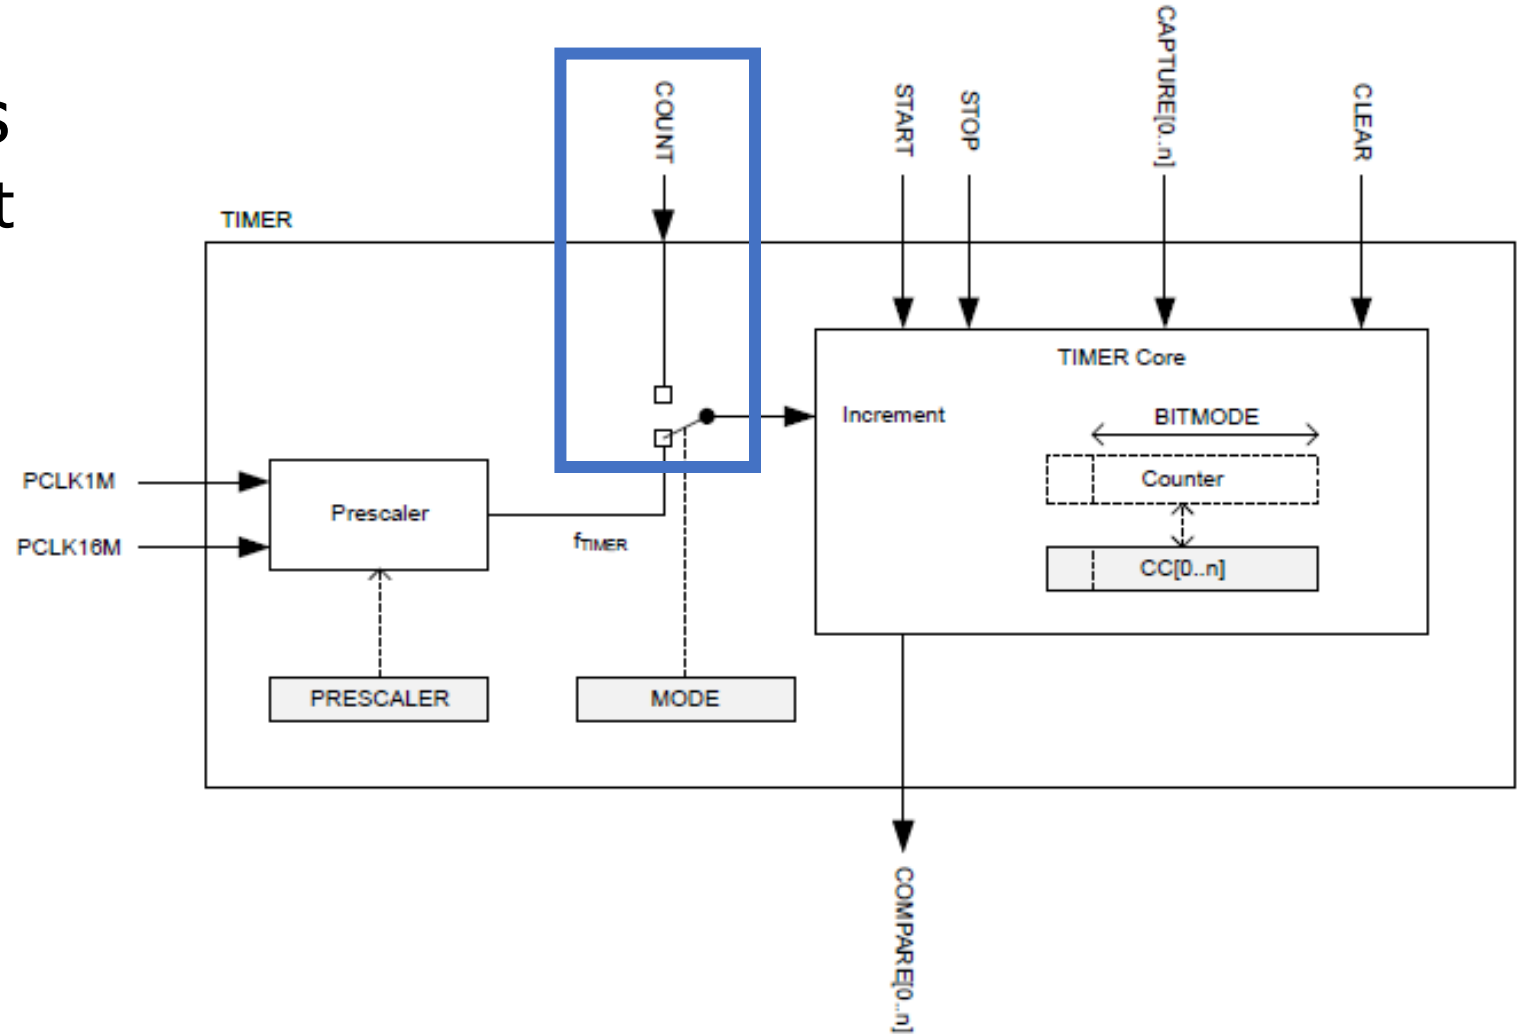 s
t
COUNT
START
STOP
CAPTURE[0..n]
CLEAR
TIMER
TIMER Core
Increment
BITMODE
Counter
CC[0..n]
PCLK1M
PCLK16M
Prescaler
fTIMER
PRESCALER
MODE
COMPARE[0..n]